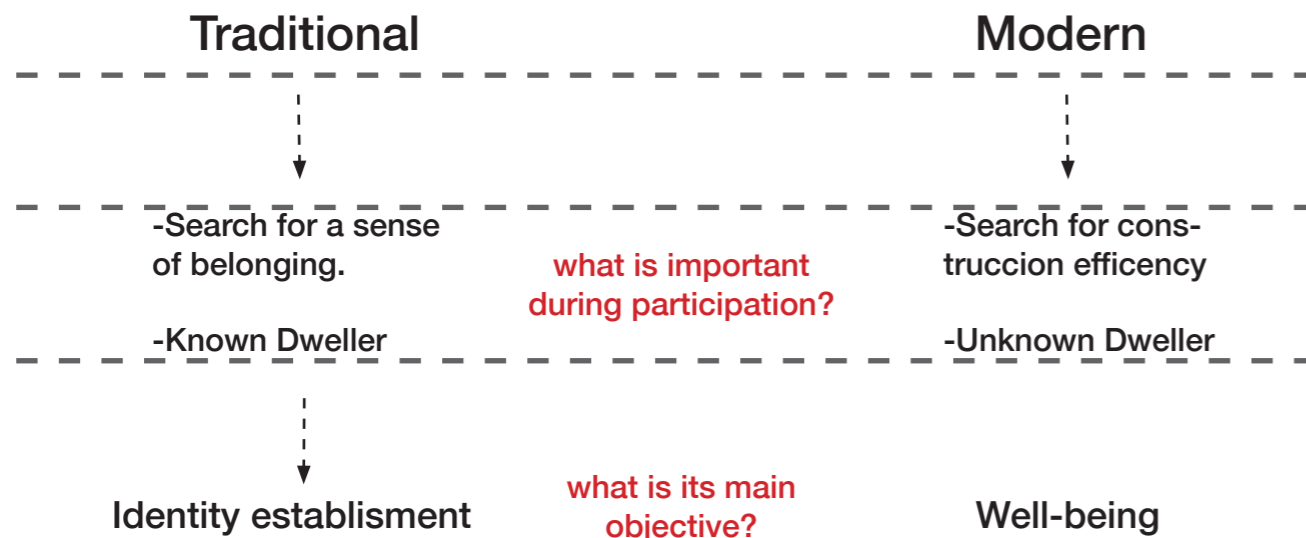 Traditional
Modern
-Search for a sense
of belonging.
-Known Dweller
what is important
during participation?
-Search for cons-
truccion efficency
-Unknown Dweller
Identity establisment
what is its main
objective?
Well-being